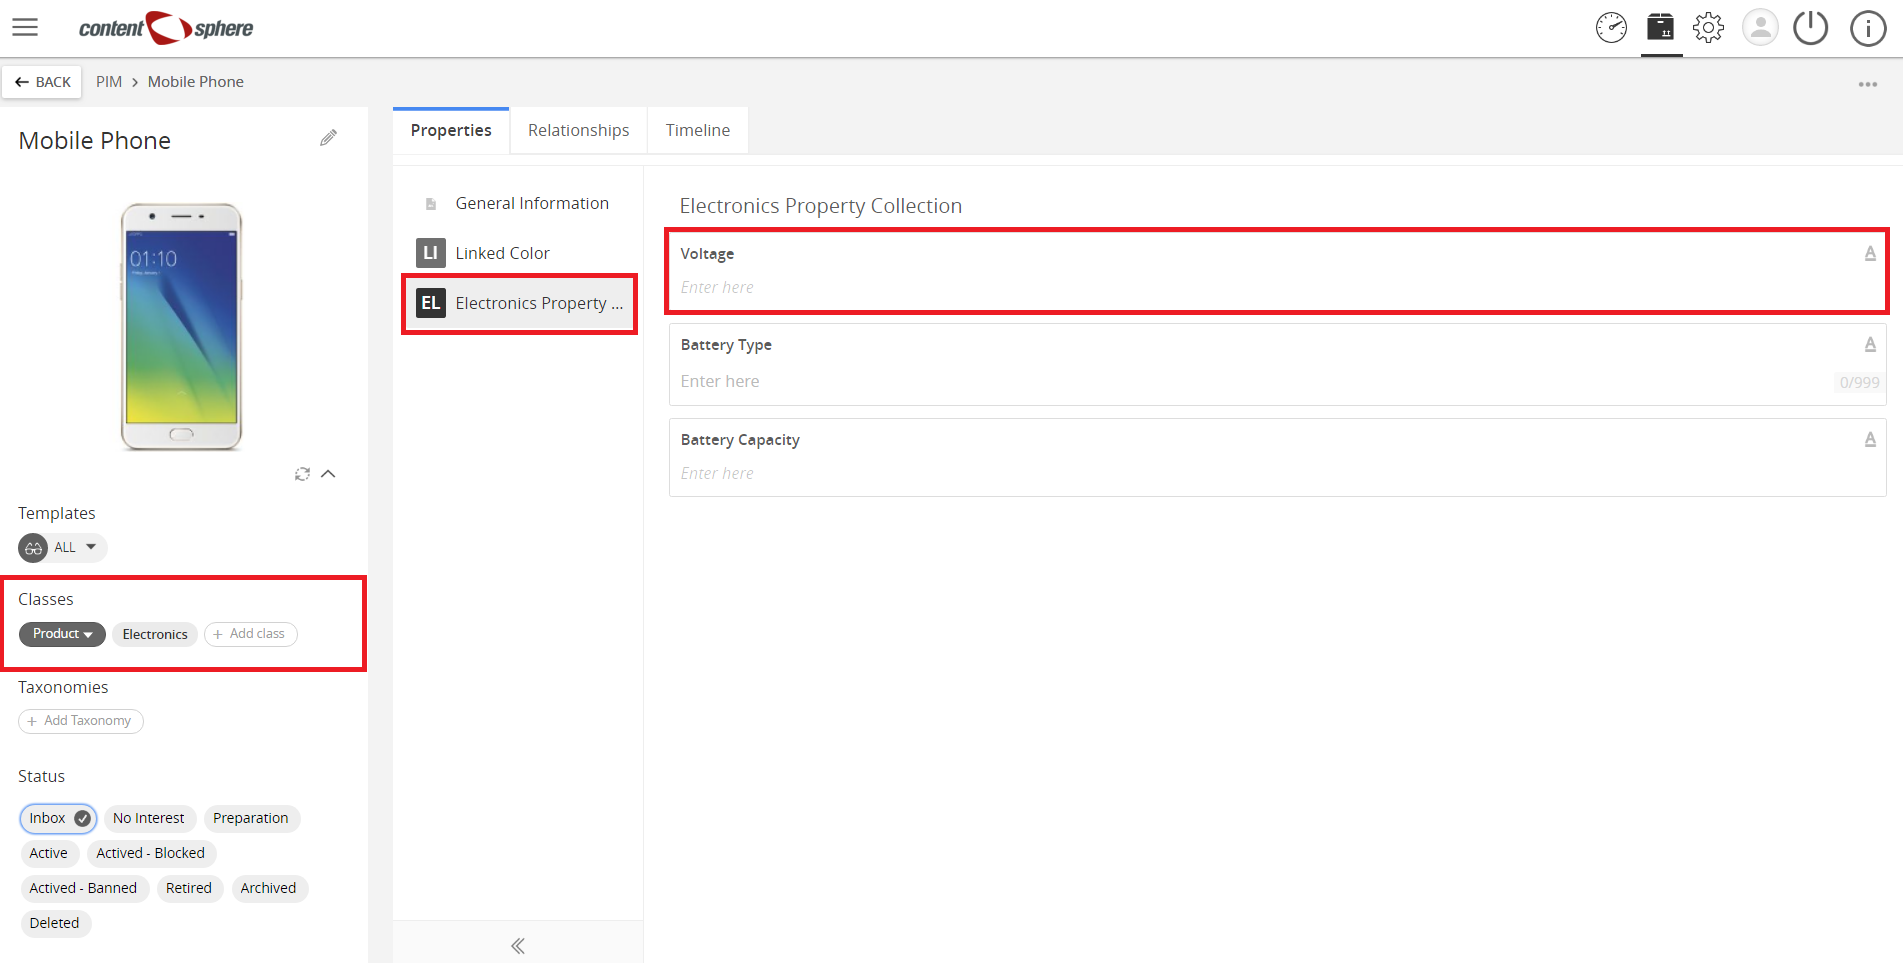 content sphere
BACK PIM > Mobile Phone
Mobile Phone
01:10
Templates
ALL
Classes
Product Electronics + Add class
Taxonomies
+ Add Taxonomy
Status
Inbox No Interest Preparation
Active Actived - Blocked
Actived - Banned Retired Archived
Deleted
Properties Relationships Timeline
General Information
LI Linked Color
EL Electronics Property ...
Electronics Property Collection
Voltage A
Enter here
Battery Type A
Enter here 0/999
Battery Capacity A
Enter here